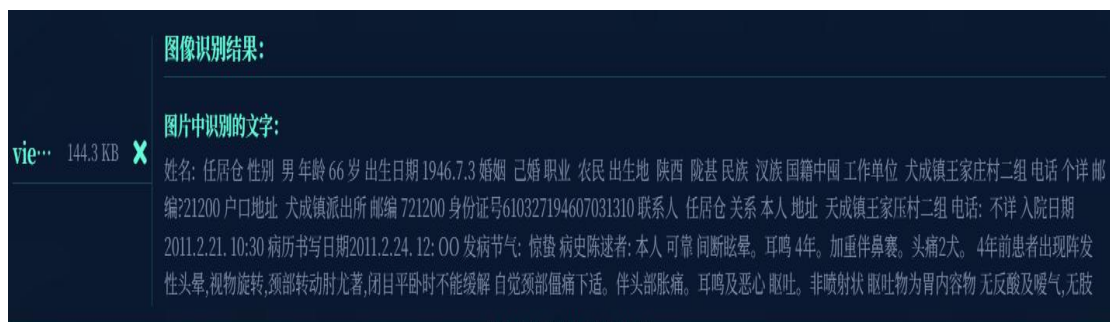 图像识别结果:
图片中识别的文字:
vie… 144.3 KB ✖
姓名: 任居仓 性别 男 年龄 66 岁 出生日期 1946.7.3 婚姻 己婚 职业 农民 出生地 陕西 陇甚 民族 汉族 国籍中囤 工作单位 犬成镇王家庄村二组 电话 个详 邮
编?21200 户口地址 犬成镇派出所 邮编 721200 身份证号610327194607031310 联系人 任居仓 关系 本人 地址 天成镇王家压村二组 电话: 不详 入院日期
2011.2.21. 10:30 病历书写日期2011.2.24. 12: OO 发病节气: 惊蛰 病史陈逑者: 本人 可靠 间断眩晕。耳鸣 4年。加重伴鼻寒。头痛2犬。 4年前患者出现阵发
性头晕,视物旋转,颈部转动肘尤著,闭目平卧时不能缓解 自觉颈部僵痛下适。伴头部胀痛。耳鸣及恶心 眍吐。非喷射状 眍吐物为胃内容物 无反酸及嗳气,无肢